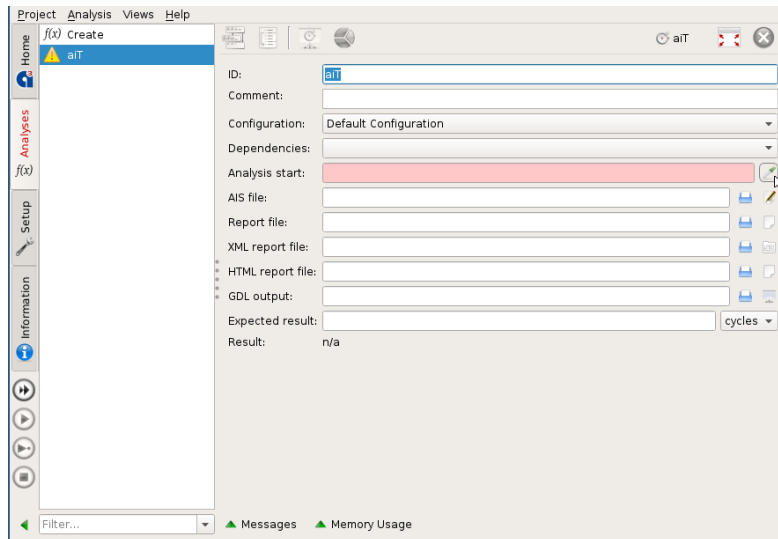 Project Analysis Views Help
Home
Analyses
f(x)
Setup
Information
f(x) Create
aiT
aiT
ID: aiT
Comment:
Configuration: Default Configuration
Dependencies:
Analysis start:
AIS file:
Report file:
XML report file:
HTML report file:
GDL output:
Expected result: cycles
Result: n/a
Filter...
Messages Memory Usage